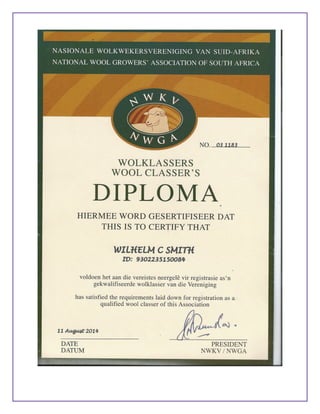 NASIONALE WOLKWEKERSVERENIGING VAN SUID-AFRIKA
NATIONAL WOOL GROWERS' ASSOCIATION OF SOUTH AFRICA
NWKV
NWGA
NO. 01 1181
WOLKLASSERS
WOOL CLASSER'S
DIPLOMA
HIERMEE WORD GESERTIFISEER DAT
THIS IS TO CERTIFY THAT
WILHELM C SMITH
ID: 9302235150084
voldoen het aan die vereistes neergelê vir registrasie as'n
gekwalifiseerde wolklasser van die Vereniging
has satisfied the requirements laid down for registration as a
qualified wool classer of this Association
11 August 2014
DATE PRESIDENT
DATUM NWKV / NWGA